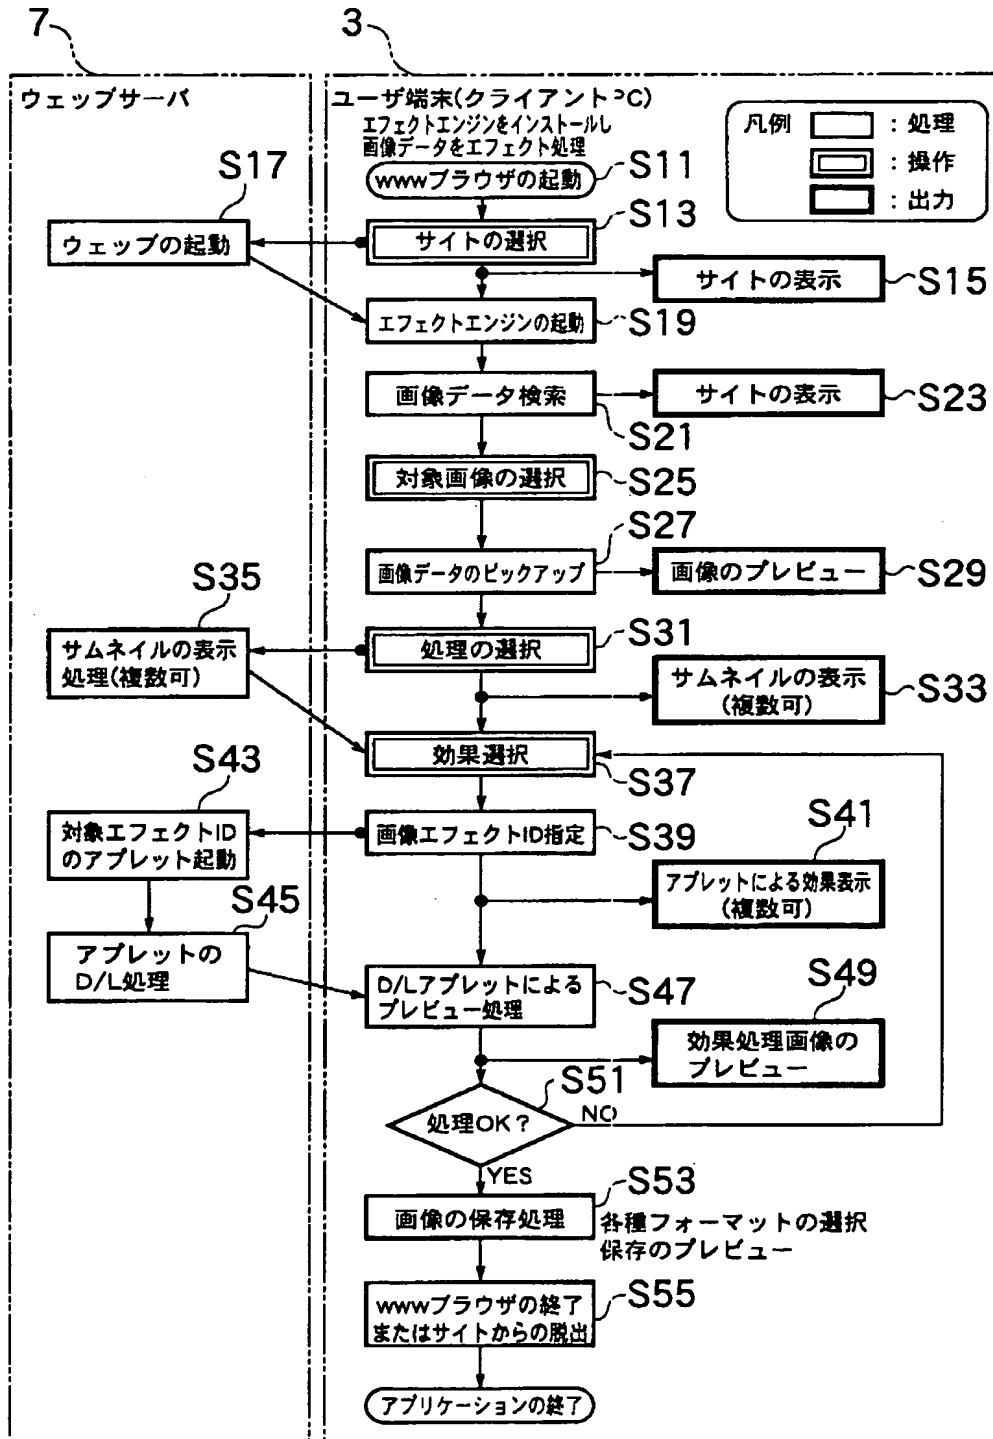 7
3
ウェッブサーバ
ユーザ端末(クライアントPC)
エフェクトエンジンをインストールし
画像データをエフェクト処理
凡例
：処理
：操作
：出力
S11
wwwブラウザの起動
S17
S13
ウェッブの起動
サイトの選択
サイトの表示
S15
エフェクトエンジンの起動
S19
画像データ検索
サイトの表示
S23
S21
対象画像の選択
S25
S27
画像データのピックアップ
画像のプレビュー
S29
S35
S31
サムネイルの表示
処理(複数可)
処理の選択
サムネイルの表示
(複数可)
S33
効果選択
S37
S43
対象エフェクトID
のアプレット起動
画像エフェクトID指定
S39
S41
アプレットによる効果表示
(複数可)
S45
アプレットの
D/L処理
D/Lアプレットによる
プレビュー処理
S47
S49
効果処理画像の
プレビュー
S51
処理OK？
NO
YES
S53
画像の保存処理
各種フォーマットの選択
保存のプレビュー
S55
wwwブラウザの終了
またはサイトからの脱出
アプリケーションの終了